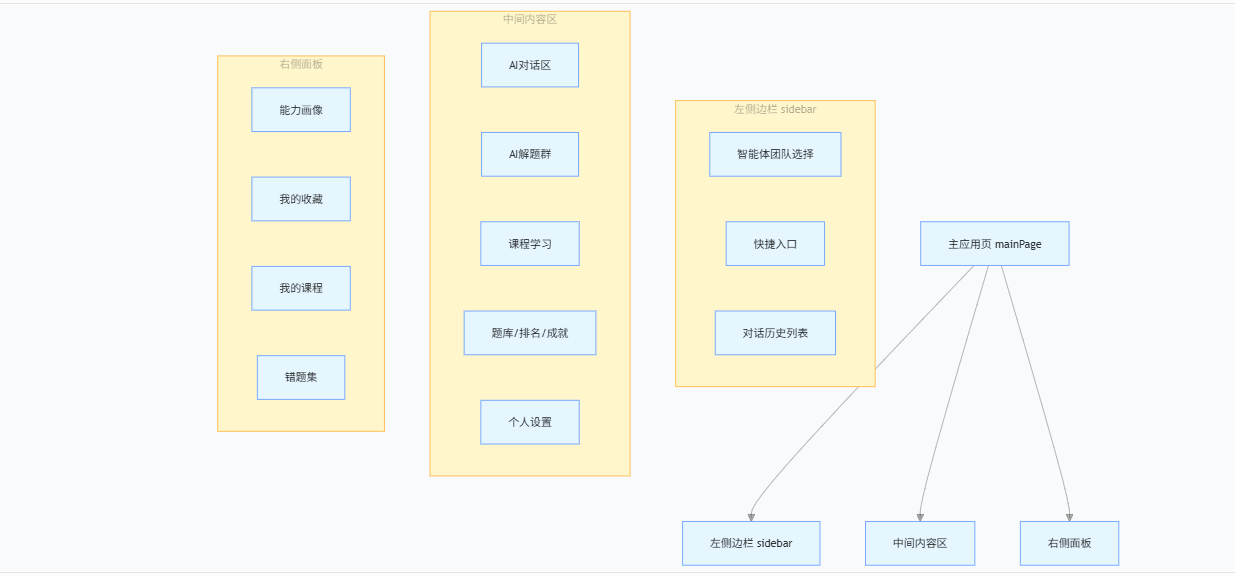 右侧面板
能力画像
我的收藏
我的课程
错题集
中间内容区
AI对话区
AI解题群
课程学习
题库/排名/成就
个人设置
左侧边栏 sidebar
智能体团队选择
快捷入口
对话历史列表
主应用页 mainPage
左侧边栏 sidebar
中间内容区
右侧面板